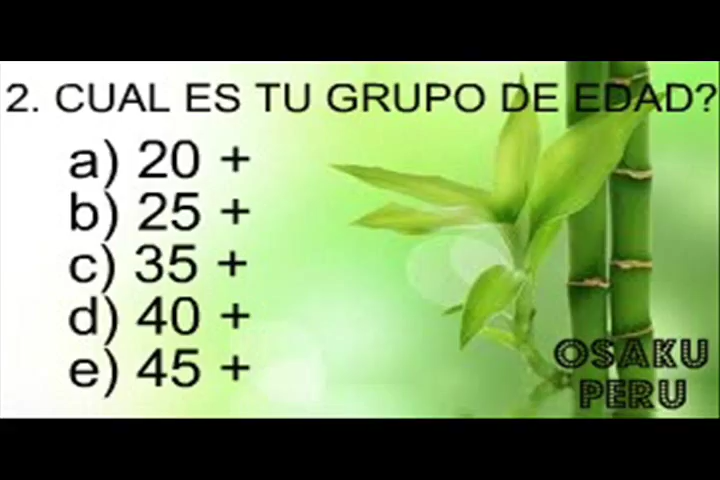 2. CUAL ES TU GRUPO DE EDAD?
a) 20 +
b) 25 +
c) 35 +
d) 40 +
e) 45 +
OSAKU
PERU